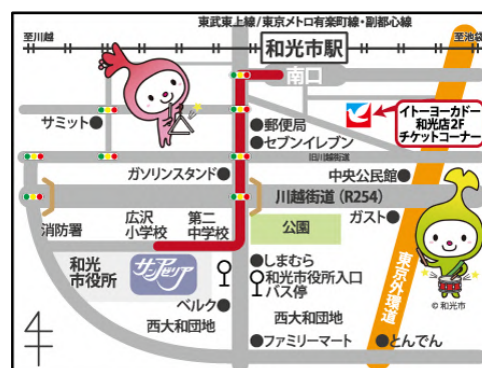 東武東上線/東京メトロ有楽町線・副都心線
至川越
至池袋
和光市駅
南口
イトーヨーカドー
和光店2F
チケットコーナー
サミット
郵便局
セブンイレブン
旧川越街道
ガソリンスタンド
中央公民館
川越街道(R254)
ガスト
消防署
広沢
小学校
第二
中学校
公園
東京外環道
和光
市役所
サンアゼリア
しまむら
和光市役所入口
バス停
ベルク
西大和団地
西大和団地
©和光市
ファミリーマート
とんでん